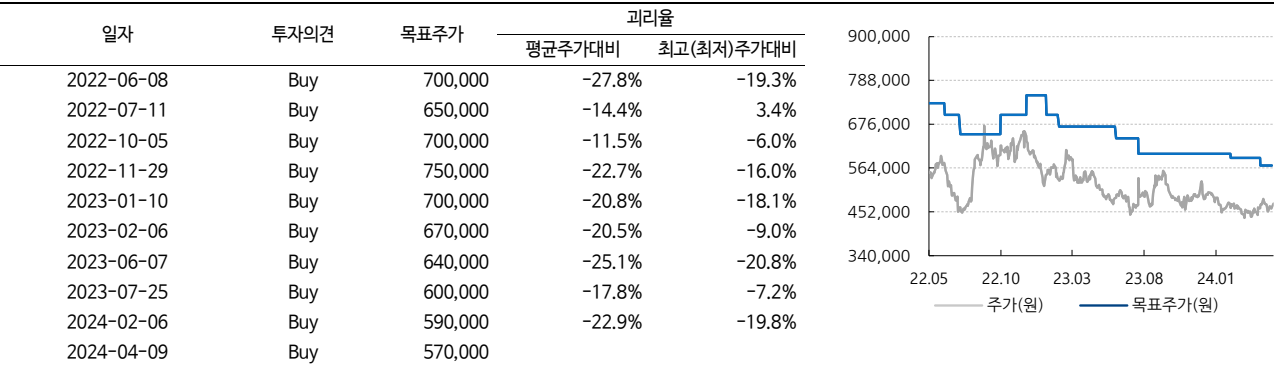 일자 투자의견 목표주가 괴리율
평균주가대비 최고(최저)주가대비
2022-06-08 Buy 700,000 -27.8% -19.3%
2022-07-11 Buy 650,000 -14.4% 3.4%
2022-10-05 Buy 700,000 -11.5% -6.0%
2022-11-29 Buy 750,000 -22.7% -16.0%
2023-01-10 Buy 700,000 -20.8% -18.1%
2023-02-06 Buy 670,000 -20.5% -9.0%
2023-06-07 Buy 640,000 -25.1% -20.8%
2023-07-25 Buy 600,000 -17.8% -7.2%
2024-02-06 Buy 590,000 -22.9% -19.8%
2024-04-09 Buy 570,000
900,000
788,000
676,000
564,000
452,000
340,000
22.05 22.10 23.03 23.08 24.01
주가(원) 목표주가(원)